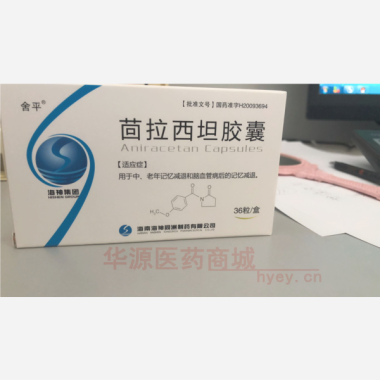 舍平®
【批准文号】国药准字H20093694
茴拉西坦胶囊
Aniracetan Capsules
【适应症】
用于中、老年记忆减退和脑血管病后的记忆减退。
海神集团
36粒/盒
华源医药商城
hyey.cn